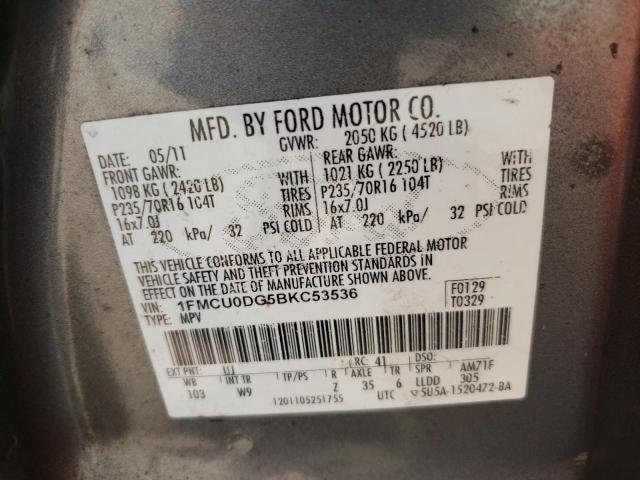 MFD. BY FORD MOTOR CO.
DATE: 05/11 GVWR: 2050 KG ( 4520 LB)
FRONT GAWR: REAR GAWR:
1098 KG ( 2420 LB) WITH 1021 KG ( 2250 LB) WITH
P235/70R16 104T TIRES P235/70R16 104T TIRES
16x7.0J RIMS 16x7.0J RIMS
AT 220 kPa/ 32 PSI COLD AT 220 kPa/ 32 PSI COLD
THIS VEHICLE CONFORMS TO ALL APPLICABLE FEDERAL MOTOR
VEHICLE SAFETY AND THEFT PREVENTION STANDARDS IN
EFFECT ON THE DATE OF MANUFACTURE SHOWN ABOVE.
VIN: 1FMCU0DG5BKC53536 F0129
TYPE: MPV T0329
EXT PNT: UJ RC: 41 DSO:
WB INT TR TP/PS R AXLE TR SPR AM71F
103 W9 Z 35 6 LLDD 305
1201105251755 UTC 5U5A-1520472-BA